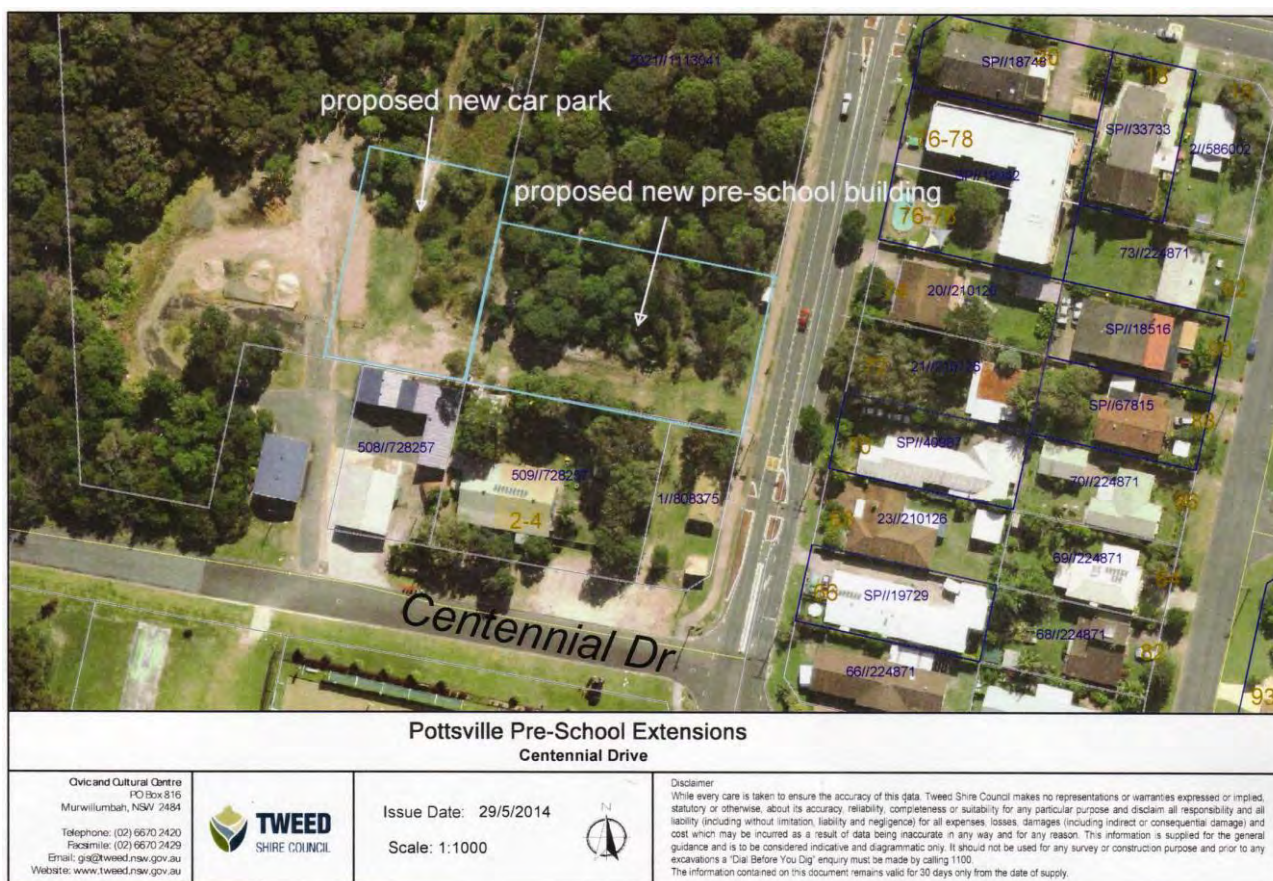 7021//1113041
proposed new car park
proposed new pre-school building
SP//18748
SP//33733
2//586002
76-78
73//224871
20//210126
SP//18516
SP//67815
SP//40987
508//728257
509//728257
2-4
1//808375
70//224871
23//210126
69//224871
SP//19729
68//224871
66//224871
93
Centennial Dr
Pottsville Pre-School Extensions
Centennial Drive
Civic and Cultural Centre
PO Box 816
Murwillumbah, NSW 2484
Telephone: (02) 6670 2420
Facsimile: (02) 6670 2429
Email: gis@tweed.nsw.gov.au
Website: www.tweed.nsw.gov.au
TWEED
SHIRE COUNCIL
Issue Date: 29/5/2014
Scale: 1:1000
N
Disclaimer
While every care is taken to ensure the accuracy of this data, Tweed Shire Council makes no representations or warranties expressed or implied,
statutory or otherwise, about its accuracy, reliability, completeness or suitability for any particular purpose and disclaim all responsibility and all
liability (including without limitation, liability and negligence) for all expenses, losses, damages (including indirect or consequential damage) and
cost which may be incurred as a result of data being inaccurate in any way and for any reason. This information is supplied for the general
guidance and is to be considered indicative and diagrammatic only. It should not be used for any survey or construction purpose and prior to any
excavations a "Dial Before You Dig" enquiry must be made by calling 1100.
The information contained on this document remains valid for 30 days only from the date of supply.